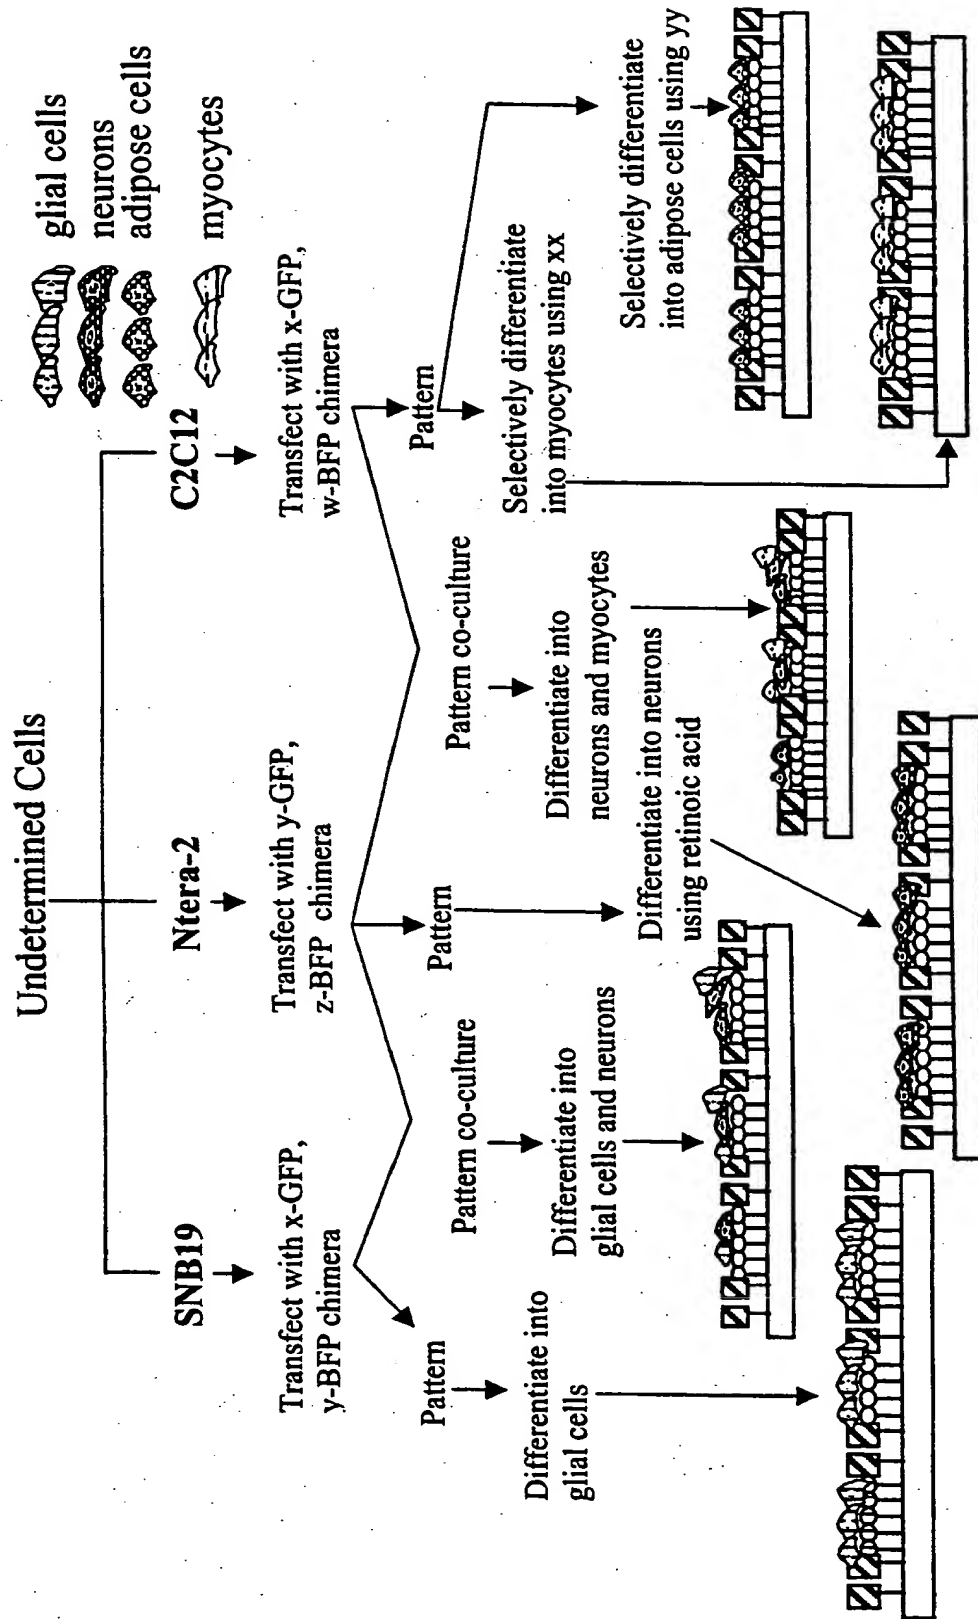 Undetermined Cells
glial cells
neurons
adipose cells
myocytes
SNB19
Ntera-2
C2C12
Transfect with x-GFP,
y-BFP chimera
Transfect with y-GFP,
z-BFP chimera
Transfect with x-GFP,
w-BFP chimera
Pattern
Pattern co-culture
Pattern
Pattern co-culture
Pattern
Differentiate into
glial cells
Differentiate into
glial cells and neurons
Differentiate into neurons
using retinoic acid
Differentiate into
neurons and myocytes
Selectively differentiate
into myocytes using xx
Selectively differentiate
into adipose cells using yy